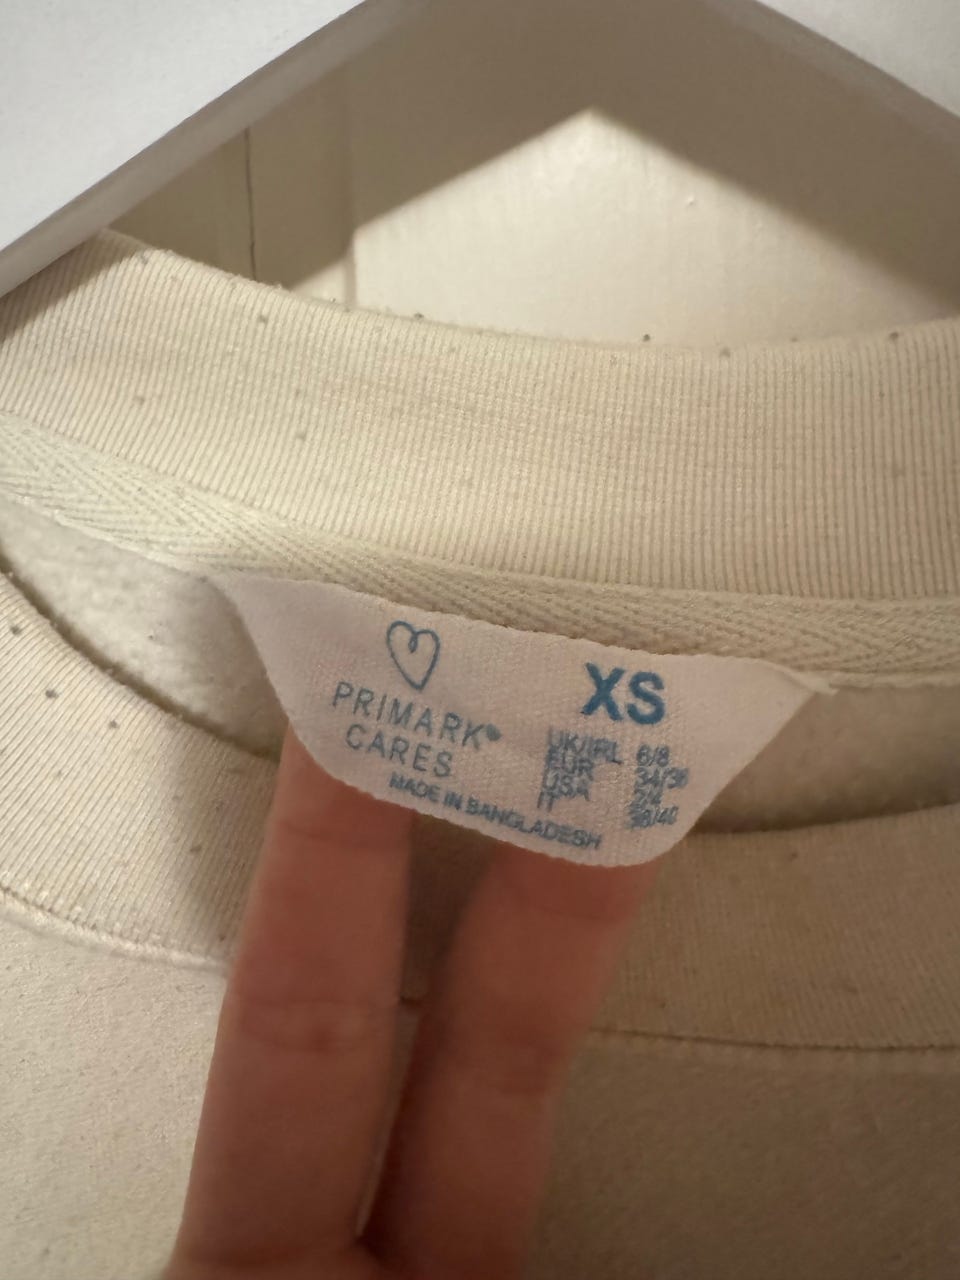 PRIMARK®
CARES
MADE IN BANGLADESH
XS
UK/IRL 6/8
EUR 34/36
USA 2/4
IT 38/40